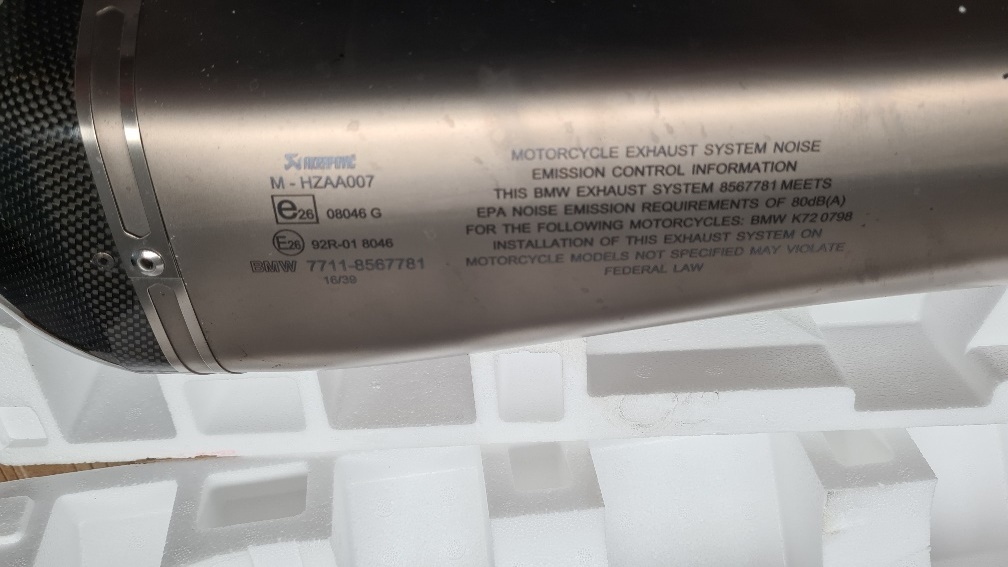 AKRAPOVIČ
M - HZAA007
e26 08046 G
E26 92R-01 8046
BMW 7711-8567781
16/39
MOTORCYCLE EXHAUST SYSTEM NOISE
EMISSION CONTROL INFORMATION
THIS BMW EXHAUST SYSTEM 8567781 MEETS
EPA NOISE EMISSION REQUIREMENTS OF 80dB(A)
FOR THE FOLLOWING MOTORCYCLES: BMW K72 0798
INSTALLATION OF THIS EXHAUST SYSTEM ON
MOTORCYCLE MODELS NOT SPECIFIED MAY VIOLATE
FEDERAL LAW